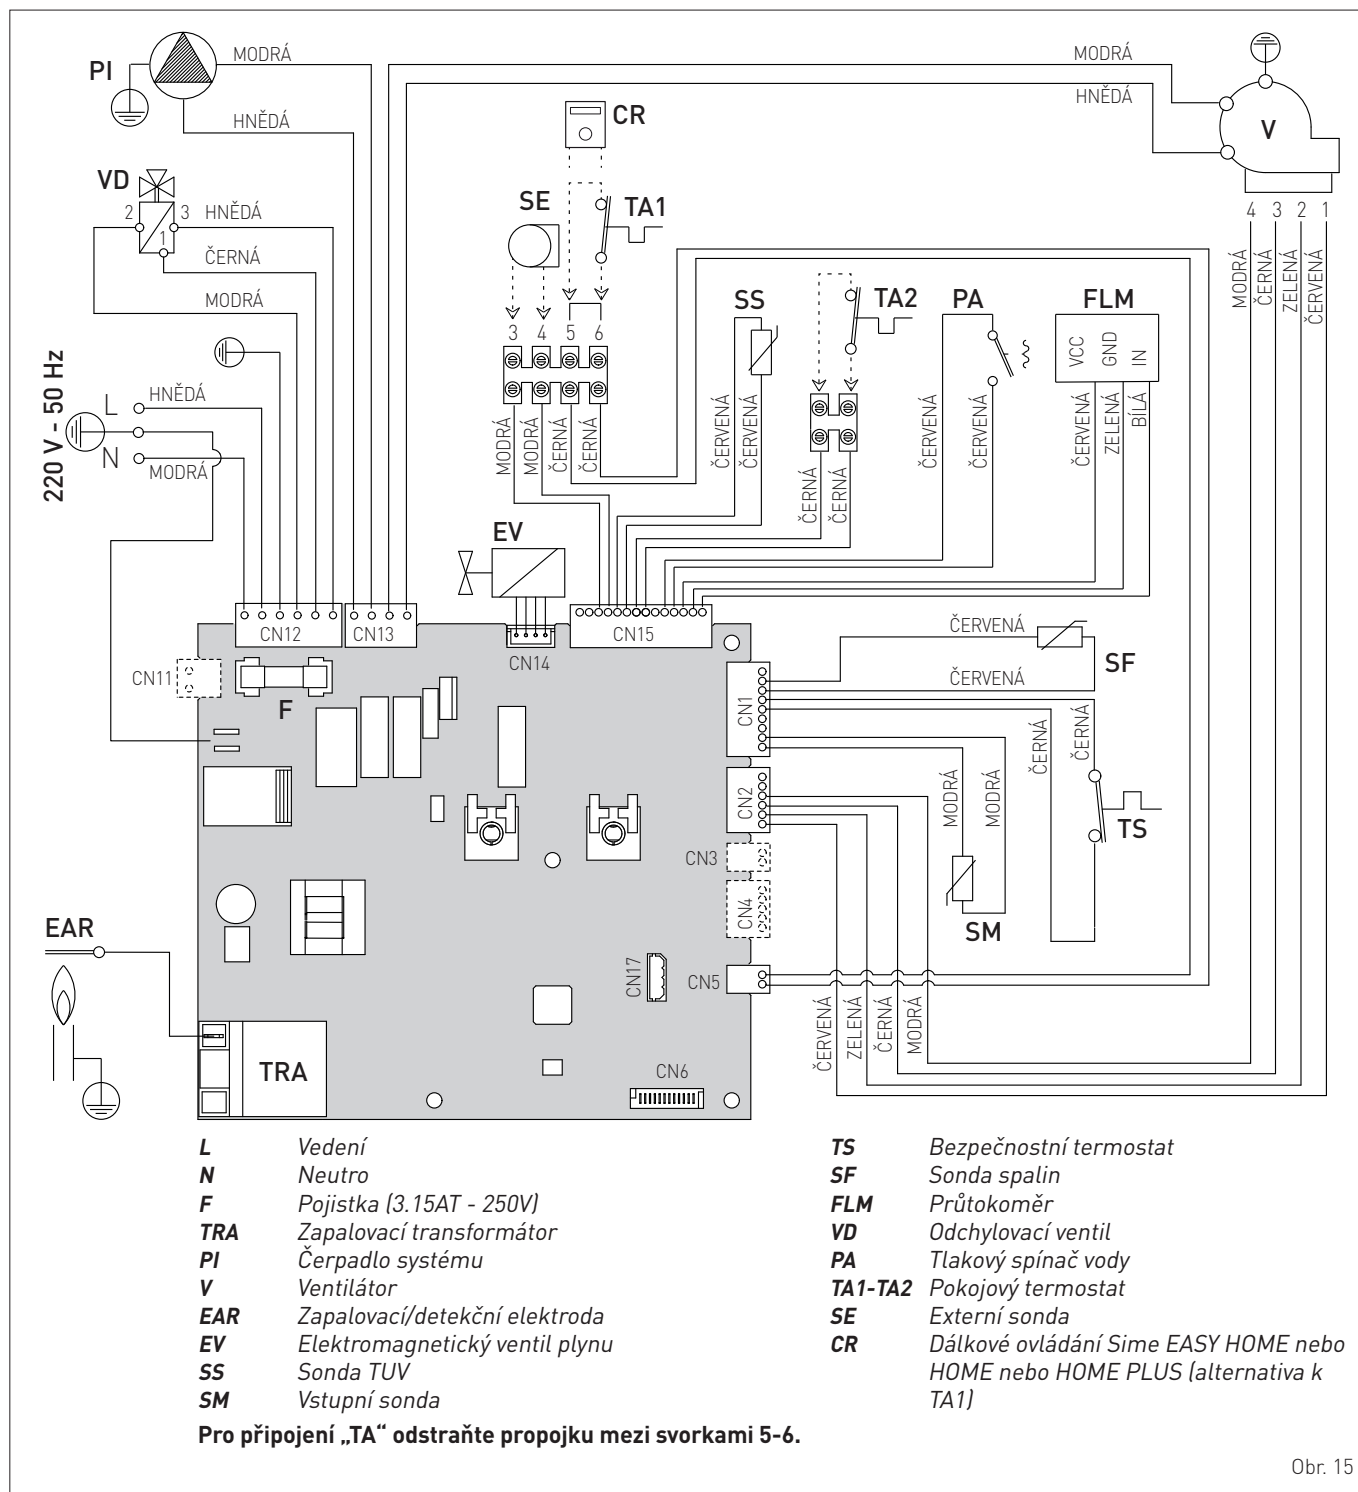 PI
MODRÁ
HNĚDÁ
MODRÁ
HNĚDÁ
V
VD
2
3
1
HNĚDÁ
ČERNÁ
MODRÁ
CR
SE
TA1
SS
TA2
PA
FLM
VCC
GND
IN
4 3 2 1
MODRÁ
ČERNÁ
ZELENÁ
ČERVENÁ
3 4 5 6
220 V - 50 Hz
L
HNĚDÁ
N
MODRÁ
MODRÁ
MODRÁ
ČERNÁ
ČERNÁ
ČERVENÁ
ČERVENÁ
ČERNÁ
ČERNÁ
ČERVENÁ
ČERVENÁ
ČERVENÁ
ZELENÁ
BÍLÁ
EV
CN12
CN13
CN14
CN15
CN11
F
ČERVENÁ
SF
ČERVENÁ
CN1
ČERNÁ
ČERNÁ
MODRÁ
MODRÁ
TS
CN2
CN3
CN4
SM
EAR
CN17
CN5
ČERVENÁ
ZELENÁ
ČERNÁ
MODRÁ
TRA
CN6
L Vedení
N Neutro
F Pojistka (3.15AT - 250V)
TRA Zapalovací transformátor
PI Čerpadlo systému
V Ventilátor
EAR Zapalovací/detekční elektroda
EV Elektromagnetický ventil plynu
SS Sonda TUV
SM Vstupní sonda
TS Bezpečnostní termostat
SF Sonda spalin
FLM Průtokoměr
VD Odchylovací ventil
PA Tlakový spínač vody
TA1-TA2 Pokojový termostat
SE Externí sonda
CR Dálkové ovládání Sime EASY HOME nebo
HOME nebo HOME PLUS (alternativa k
TA1)
Pro připojení „TA“ odstraňte propojku mezi svorkami 5-6.
Obr. 15